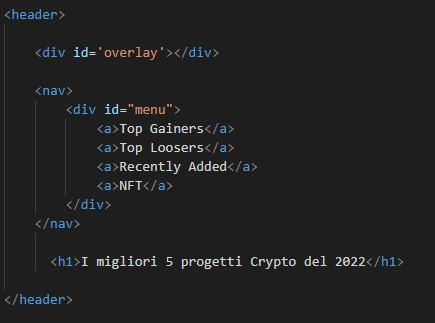 <header>
<div id='overlay'></div>
<nav>
<div id="menu">
<a>Top Gainers</a>
<a>Top Loosers</a>
<a>Recently Added</a>
<a>NFT</a>
</div>
</nav>
<h1>I migliori 5 progetti Crypto del 2022</h1>
</header>